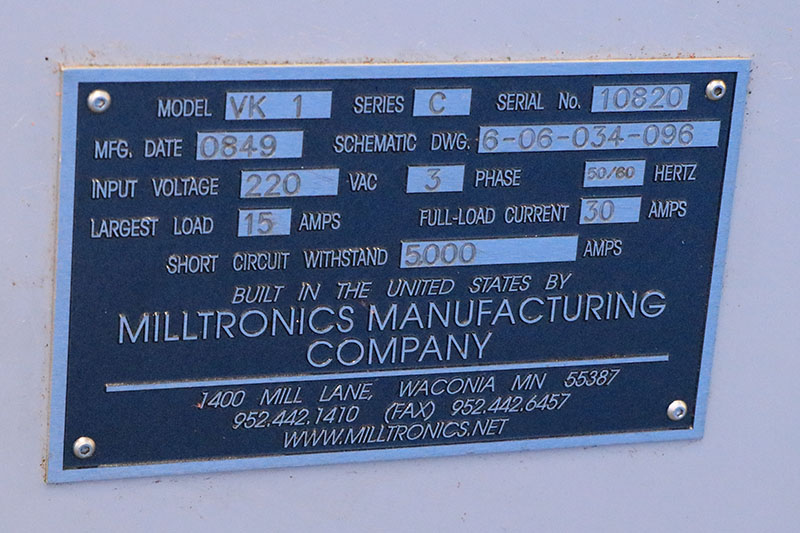 MODEL VK 1 SERIES C SERIAL No. 10820
MFG. DATE 0849 SCHEMATIC DWG. 6-06-034-096
INPUT VOLTAGE 220 VAC 3 PHASE 50/60 HERTZ
LARGEST LOAD 15 AMPS FULL-LOAD CURRENT 30 AMPS
SHORT CIRCUIT WITHSTAND 5000 AMPS
BUILT IN THE UNITED STATES BY
MILLTRONICS MANUFACTURING
COMPANY
1400 MILL LANE, WACONIA MN 55387
952.442.1410 (FAX) 952.442.6457
WWW.MILLTRONICS.NET